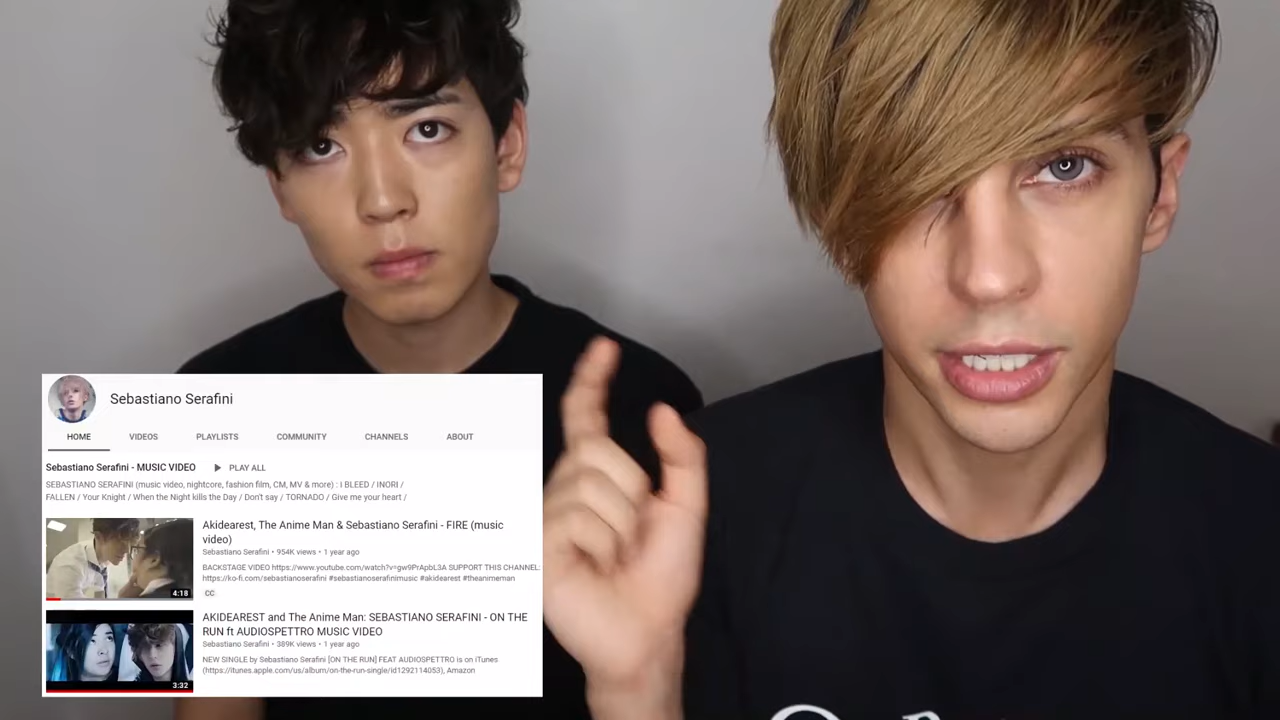 Sebastiano Serafini
HOME VIDEOS PLAYLISTS COMMUNITY CHANNELS ABOUT
Sebastiano Serafini - MUSIC VIDEO PLAY ALL
SEBASTIANO SERAFINI (music video, nightcore, fashion film, CM, MV & more) : I BLEED / INORI /
FALLEN / Your Knight / When the Night kills the Day / Don't say / TORNADO / Give me your heart /
Akidearest, The Anime Man & Sebastiano Serafini - FIRE (music
video)
Sebastiano Serafini • 954K views • 1 year ago
BACKSTAGE VIDEO https://www.youtube.com/watch?v=gw9PrApbL3A SUPPORT THIS CHANNEL:
https://ko-fi.com/sebastianoserafini #sebastianoserafinimusic #akidearest #theanimeman
4:18
CC
AKIDEAREST and The Anime Man: SEBASTIANO SERAFINI - ON THE
RUN ft AUDIOSPETTRO MUSIC VIDEO
Sebastiano Serafini • 389K views • 1 year ago
NEW SINGLE by Sebastiano Serafini [ON THE RUN] FEAT AUDIOSPETTRO is on iTunes
(https://itunes.apple.com/us/album/on-the-run-single/id1292114053), Amazon
3:32